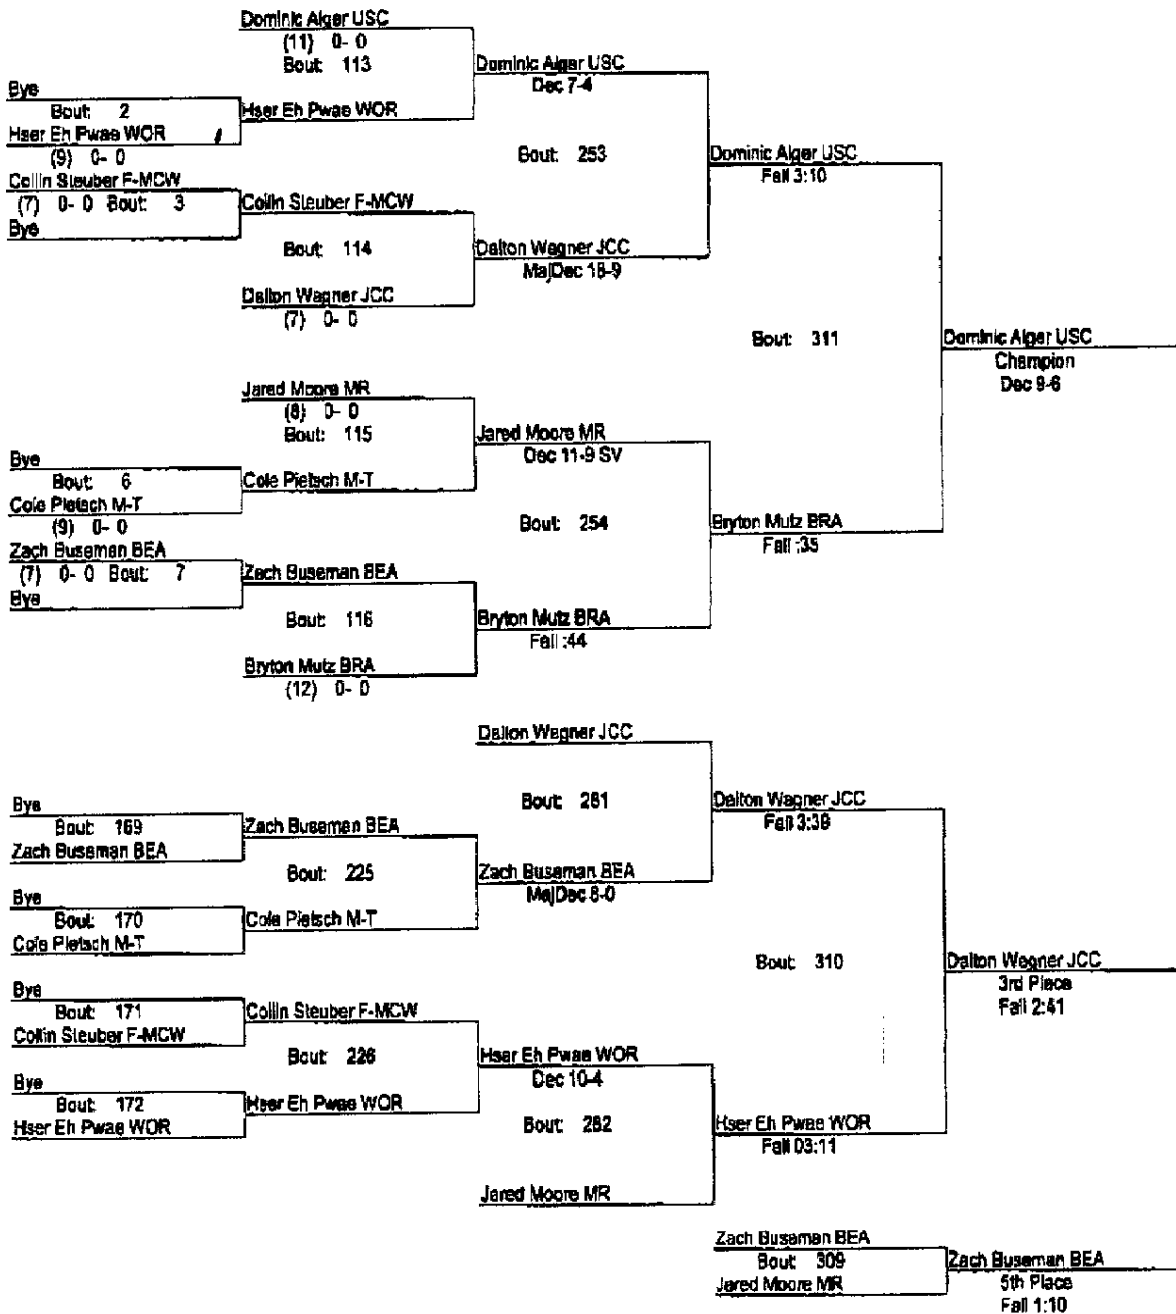 Dominic Alger USC
(11) 0- 0
Bout: 113
Dominic Alger USC
Dec 7-4
Bye
Bout: 2
Hser Eh Pwae WOR
Hser Eh Pwae WOR
(9) 0- 0
Bout: 253
Dominic Alger USC
Fall 3:10
Collin Steuber F-MCW
(7) 0- 0 Bout: 3
Collin Steuber F-MCW
Bye
Bout: 114
Dalton Wagner JCC
MajDec 18-9
Dalton Wagner JCC
(7) 0- 0
Bout: 311
Dominic Alger USC
Champion
Dec 9-6
Jared Moore MR
(8) 0- 0
Bout: 115
Jared Moore MR
Dec 11-9 SV
Bye
Bout: 6
Cole Pietsch M-T
Cole Pietsch M-T
(9) 0- 0
Bout: 254
Bryton Mutz BRA
Fall :35
Zach Buseman BEA
(7) 0- 0 Bout: 7
Zach Buseman BEA
Bye
Bout: 116
Bryton Mutz BRA
Fall :44
Bryton Mutz BRA
(12) 0- 0
Dalton Wagner JCC
Bout: 281
Dalton Wagner JCC
Fall 3:39
Bye
Bout: 169
Zach Buseman BEA
Zach Buseman BEA
Bout: 225
Zach Buseman BEA
MajDec 8-0
Bye
Bout: 170
Cole Pietsch M-T
Cole Pietsch M-T
Bout: 310
Dalton Wagner JCC
3rd Place
Fall 2:41
Bye
Bout: 171
Collin Steuber F-MCW
Collin Steuber F-MCW
Bout: 226
Hser Eh Pwae WOR
Dec 10-4
Bye
Bout: 172
Hser Eh Pwae WOR
Hser Eh Pwae WOR
Bout: 282
Hser Eh Pwae WOR
Fall 03:11
Jared Moore MR
Zach Buseman BEA
Bout: 309
Jared Moore MR
Zach Buseman BEA
5th Place
Fall 1:10